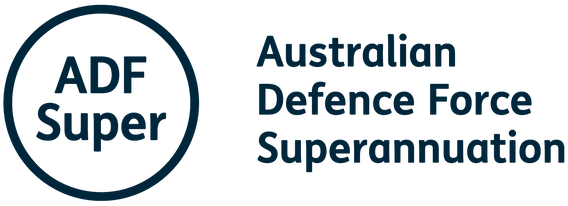 ADF
Super
Australian
Defence Force
Superannuation